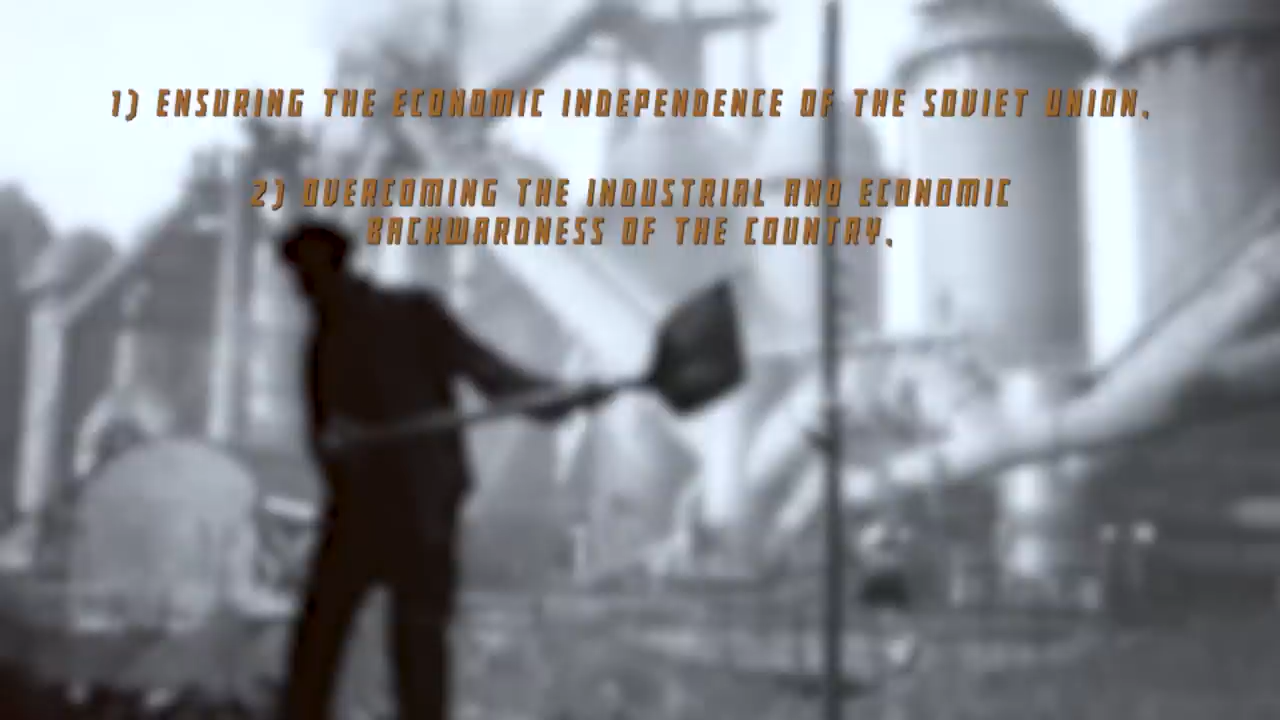 1) ENSURING THE ECONOMIC INDEPENDENCE OF THE SOVIET UNION.
2) OVERCOMING THE INDUSTRIAL AND ECONOMIC
BACKWARDNESS OF THE COUNTRY.